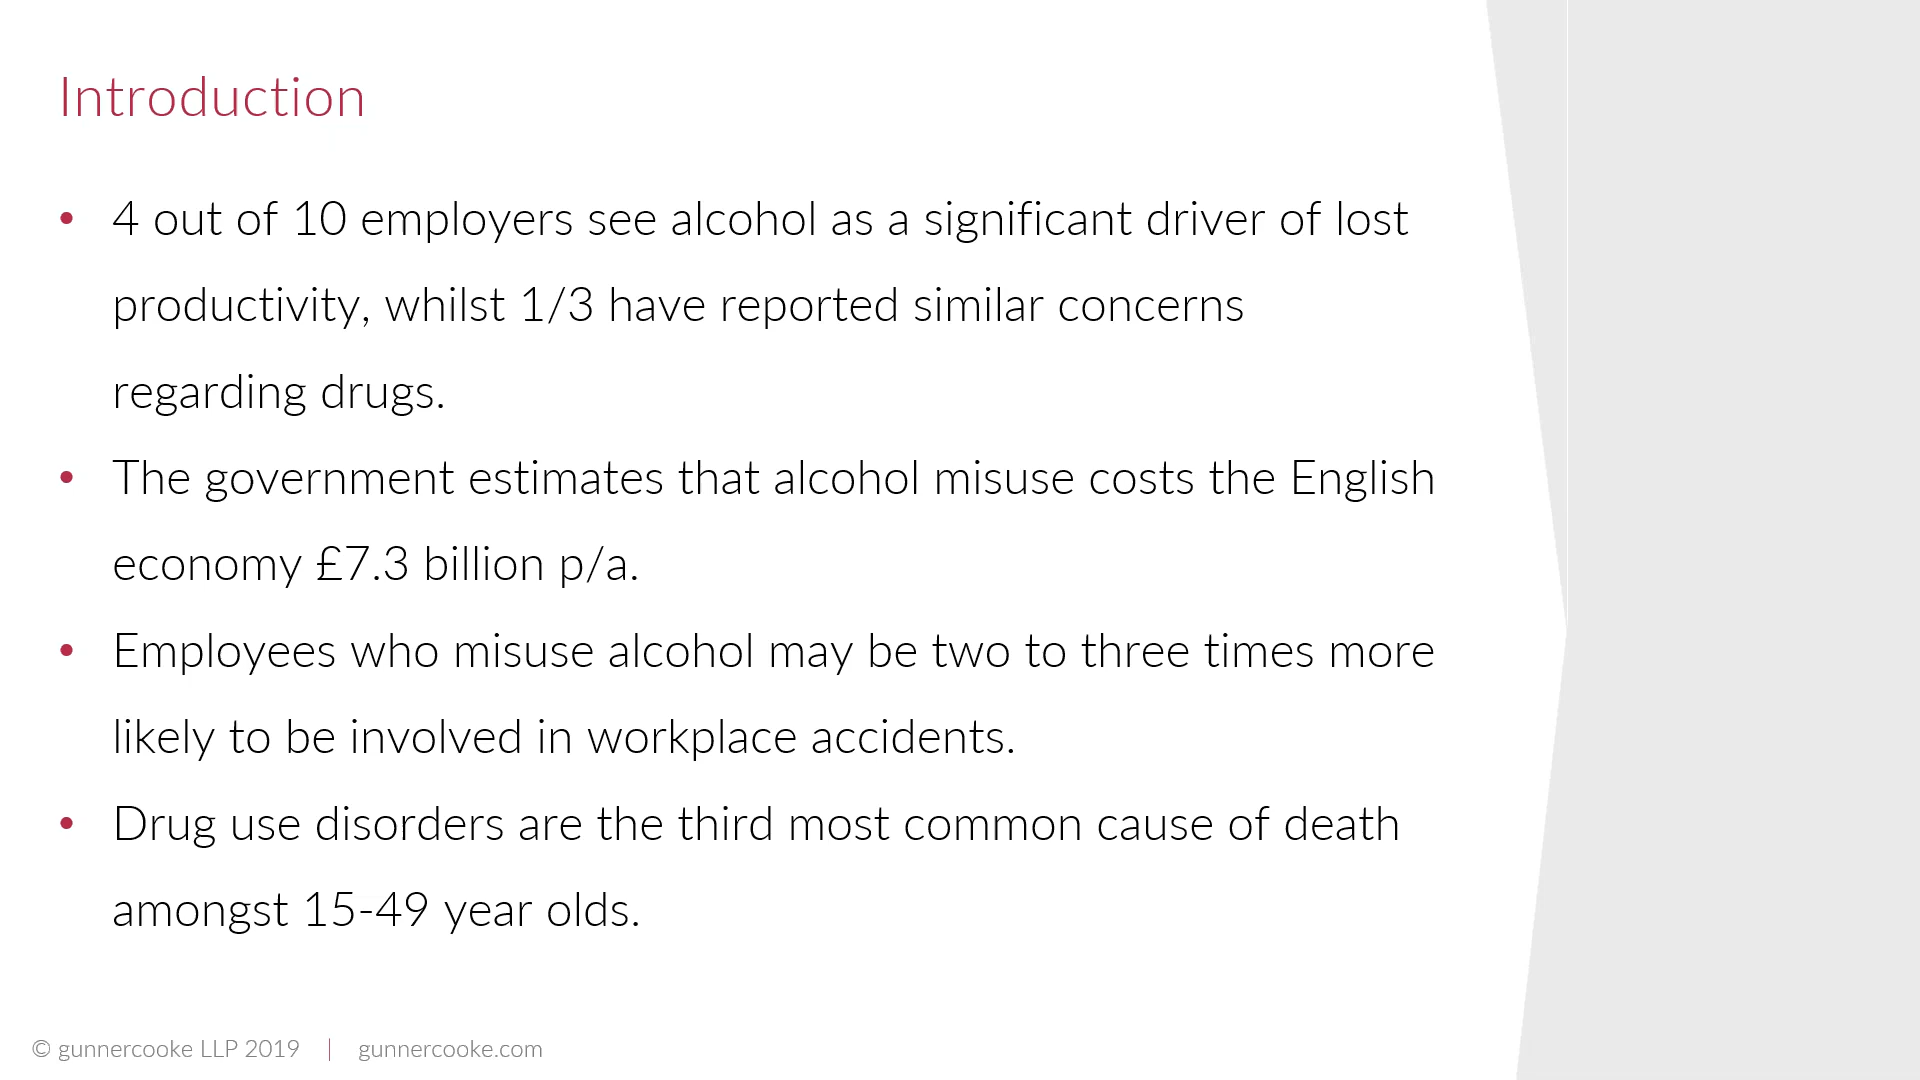 Introduction
• 4 out of 10 employers see alcohol as a significant driver of lost
productivity, whilst 1/3 have reported similar concerns
regarding drugs.
• The government estimates that alcohol misuse costs the English
economy £7.3 billion p/a.
• Employees who misuse alcohol may be two to three times more
likely to be involved in workplace accidents.
• Drug use disorders are the third most common cause of death
amongst 15-49 year olds.
© gunnercooke LLP 2019 | gunnercooke.com